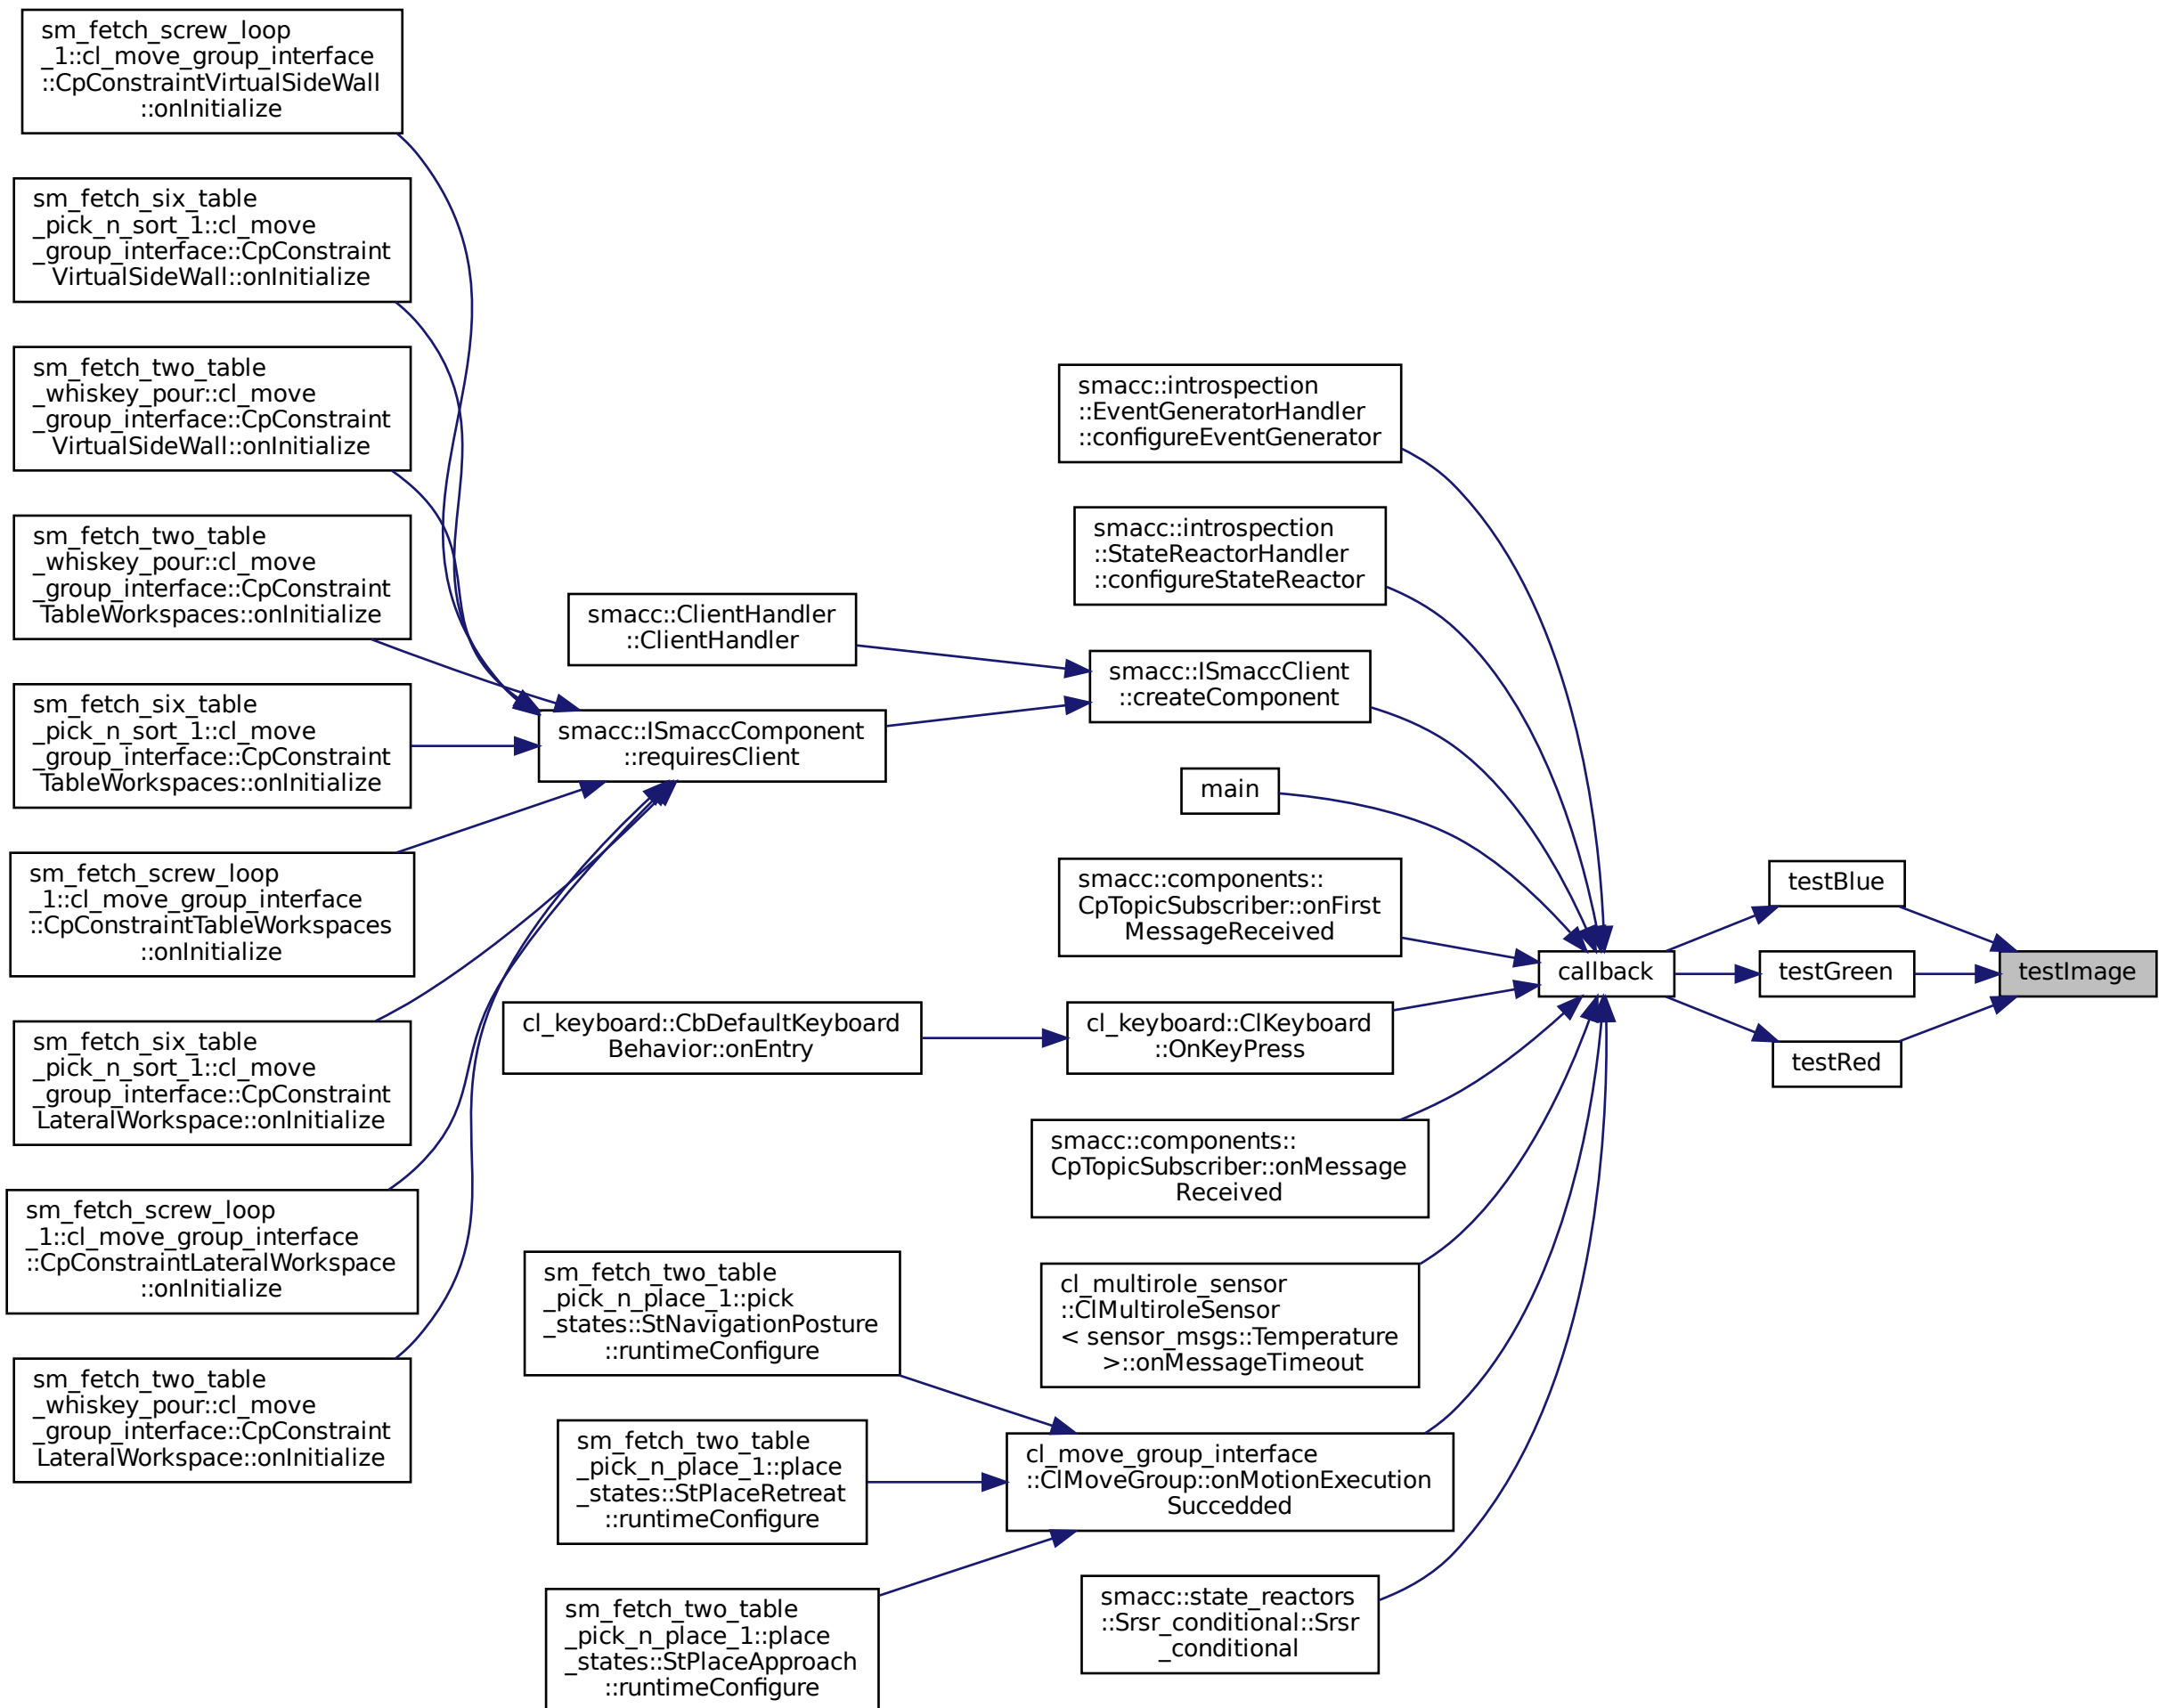 sm_fetch_screw_loop
_1::cl_move_group_interface
::CpConstraintVirtualSideWall
::onInitialize
sm_fetch_six_table
_pick_n_sort_1::cl_move
_group_interface::CpConstraint
VirtualSideWall::onInitialize
sm_fetch_two_table
_whiskey_pour::cl_move
_group_interface::CpConstraint
VirtualSideWall::onInitialize
sm_fetch_two_table
_whiskey_pour::cl_move
_group_interface::CpConstraint
TableWorkspaces::onInitialize
sm_fetch_six_table
_pick_n_sort_1::cl_move
_group_interface::CpConstraint
TableWorkspaces::onInitialize
sm_fetch_screw_loop
_1::cl_move_group_interface
::CpConstraintTableWorkspaces
::onInitialize
sm_fetch_six_table
_pick_n_sort_1::cl_move
_group_interface::CpConstraint
LateralWorkspace::onInitialize
sm_fetch_screw_loop
_1::cl_move_group_interface
::CpConstraintLateralWorkspace
::onInitialize
sm_fetch_two_table
_whiskey_pour::cl_move
_group_interface::CpConstraint
LateralWorkspace::onInitialize
smacc::ClientHandler
::ClientHandler
smacc::ISmaccComponent
::requiresClient
cl_keyboard::CbDefaultKeyboard
Behavior::onEntry
sm_fetch_two_table
_pick_n_place_1::pick
_states::StNavigationPosture
::runtimeConfigure
sm_fetch_two_table
_pick_n_place_1::place
_states::StPlaceRetreat
::runtimeConfigure
sm_fetch_two_table
_pick_n_place_1::place
_states::StPlaceApproach
::runtimeConfigure
smacc::introspection
::EventGeneratorHandler
::configureEventGenerator
smacc::introspection
::StateReactorHandler
::configureStateReactor
smacc::ISmaccClient
::createComponent
main
smacc::components::
CpTopicSubscriber::onFirst
MessageReceived
cl_keyboard::ClKeyboard
::OnKeyPress
smacc::components::
CpTopicSubscriber::onMessage
Received
cl_multirole_sensor
::ClMultiroleSensor
< sensor_msgs::Temperature
>::onMessageTimeout
cl_move_group_interface
::ClMoveGroup::onMotionExecution
Succedded
smacc::state_reactors
::Srsr_conditional::Srsr
_conditional
callback
testBlue
testGreen
testRed
testImage